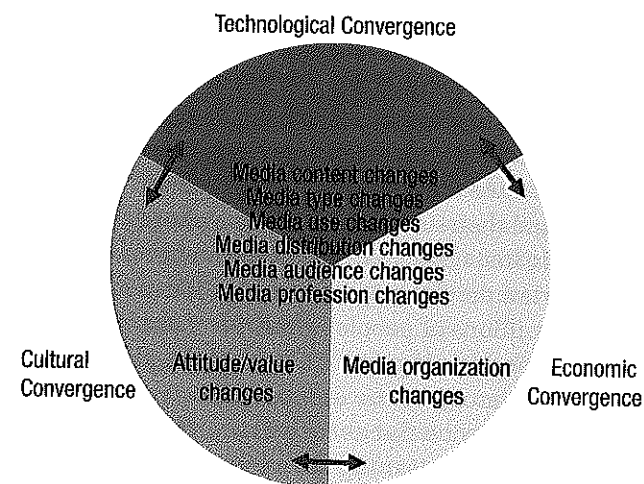 Technological Convergence
Media content changes
Media type changes
Media use changes
Media distribution changes
Media audience changes
Media profession changes
Cultural
Convergence
Attitude/value
changes
Media organization
changes
Economic
Convergence